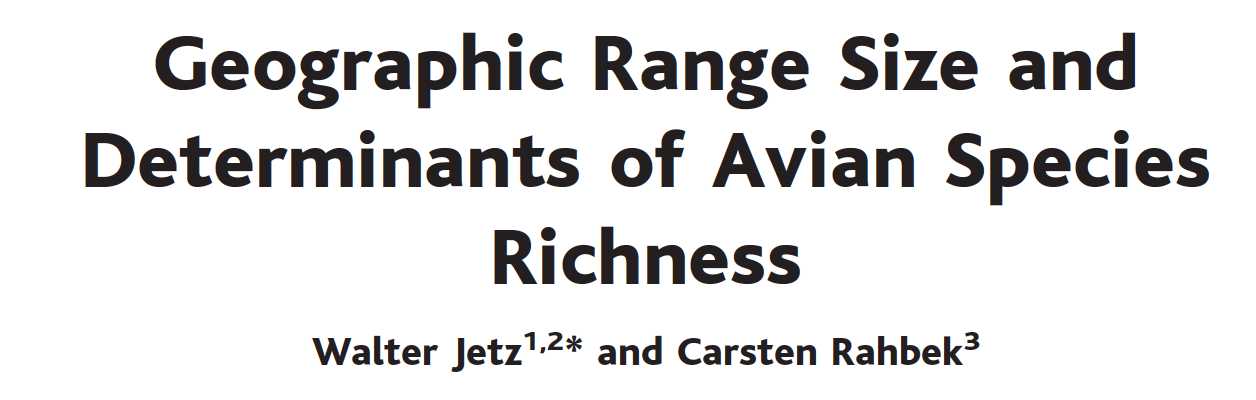 Geographic Range Size and
Determinants of Avian Species
Richness
Walter Jetz¹,²* and Carsten Rahbek³